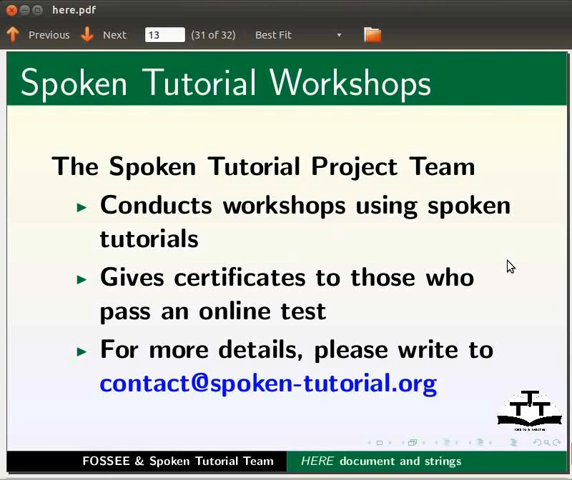 here.pdf
Previous Next 13 (31 of 32) Best Fit
Spoken Tutorial Workshops
The Spoken Tutorial Project Team
Conducts workshops using spoken
tutorials
Gives certificates to those who
pass an online test
For more details, please write to
contact@spoken-tutorial.org
FOSSEE & Spoken Tutorial Team HERE document and strings